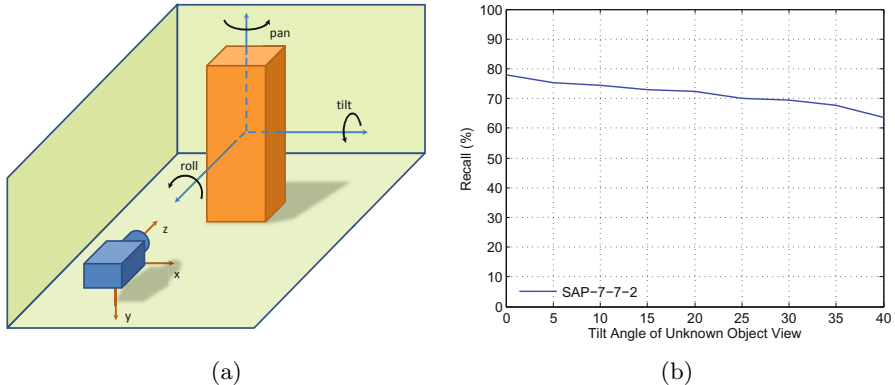 pan
tilt
roll
z
x
y
(a)
100
90
80
70
60
50
40
30
20
10
0
Recall (%)
SAP−7−7−2
0 5 10 15 20 25 30 35 40
Tilt Angle of Unknown Object View
(b)